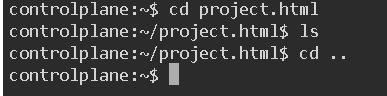 controlplane:~$ cd project.html
controlplane:~/project.html$ ls
controlplane:~/project.html$ cd ..
controlplane:~$